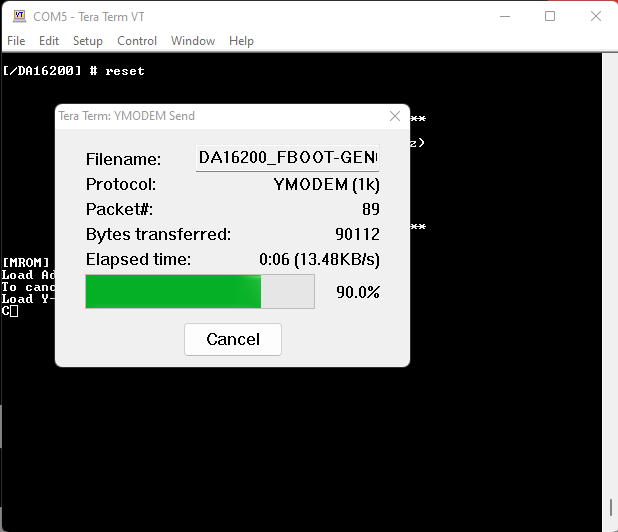 COM5 - Tera Term VT
File Edit Setup Control Window Help
[/DA16200] # reset
**
z)
**
Tera Term: YMODEM Send
Filename: DA16200_FBOOT-GEN
Protocol: YMODEM (1k)
Packet#: 89
Bytes transferred: 90112
Elapsed time: 0:06 (13.48KB/s)
90.0%
Cancel
[MROM]
Load Ad
To canc
Load Y-
C